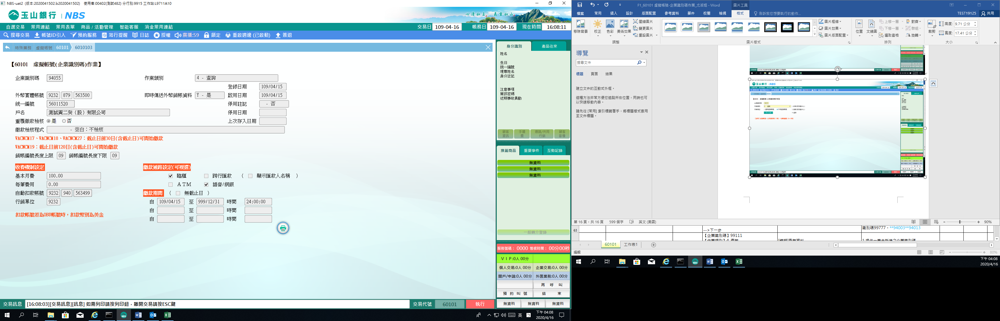 NBS-uat2 (版本:2020041502.b2020041502) 使用者:00402(測試482) 分行別:9915 工作站:L9711A10
玉山銀行 | NBS
心清如玉, 義重如山
自選交易 常用連結 常用表單 商品 / 活動管理 智能客服 消金常用連結
交易日 109-04-16 帳務日 109-04-16 現在時間 16:08:11
搜尋交易 帳號ID引入 預約服務 蒞行提醒 日誌 授權 廣播:59 鎖定 重啟週邊 (已啟動) 簽退
特殊業務 虛擬帳號 60101 6010103
【60101 虛擬帳號(企業識別碼)作業】
企業識別碼 94055 作業類別 4 - 查詢
登錄日期 109/04/15
外幣實體帳號 9232 879 563500 即時傳送外幣銷帳資料 Y - 是 啟用日期 109/04/15
統一編號 56011520 停用註記 - 否
戶名 測試黃二癸（股）有限公司 停用日期
重覆繳款檢核 是 否 上次存入日期
繳款檢核程式 - 空白：不檢核
VACNCM17、VACNCM18、VACNCM27：截止日前30日(含截止日)可開始繳款
VACNCM19：截止日前120日(含截止日)可開始繳款
銷帳編號長度上限 09 銷帳編號長度下限 09
收費機制設定 繳款通路設定(可複選)
基本月費 100.00 臨櫃 跨行匯款 ( 顯示匯款人名稱 )
每筆費用 0.00 ATM 語音/網銀
自動扣款帳號 9232 940 563499 繳款期間 ( 無截止日 )
行銷單位 9232 自 109/04/15 至 999/12/31 時間 24:00:00
自 至 時間
扣款帳號若為OBU帳號時，扣款幣別為美金
自 至 時間
身分識別 產品往來
姓名
生日
統一編號
理專姓名
身分註記
注意事項
簡訊密碼
近期事故異動
顧客資訊 手續費 通路/共同行銷 顧客影像
推薦商品 重要事件 互動記錄
無資料
無資料
無資料
一般轉介登錄
服務號碼： 0000 等候時間： 00分00秒
ＶＩＰ:0人 00分
個人交易:0人 00分 企業交易:0人 00分
開戶/申請:0人 00分 外匯業務:0人 00分
再 呼 叫
預 約 叫 號 結 束
無資料 無資料 無資料
交易訊息 [16:08:03][交易訊息][訊息] 如需列印請按列印鈕，離開交易請按ESC鍵 交易代號 60101 執行
英 下午 04:08
2020/4/16
F1_60101 虛擬帳號-企業識別碼作業_尤淑姬 - Word 圖片工具
檔案 常用 插入 設計 版面配置 參考資料 郵件 校閱 檢視 格式 告訴我您想要執行的動作... TEST19125 共用
移除背景 校正 色彩 美術效果 壓縮圖片 變更圖片 重設圖片
圖片框線 圖片效果 圖片版面配置
位置 文繞圖 上移一層 下移一層 選取窗格 對齊 群組 旋轉
裁剪 高度: 9.71 公分
寬度: 17.41 公分
調整 圖片樣式 排列 大小
導覽
搜尋文件
標題 頁面 結果
建立文件的互動式外框。
這種方法非常方便您追蹤所在位置，同時也可
以快速移動內容。
請先從 [常用] 索引標籤著手，將標題樣式套用
至文件標題。
第 16 頁，共 16 頁 599 個字 英文 (美國) 90%
63 -->下一步 識別碼99777。**94003**94013
【企業識別碼】99111
60101 工作表1
編輯 80%
下午 04:08
2020/4/16